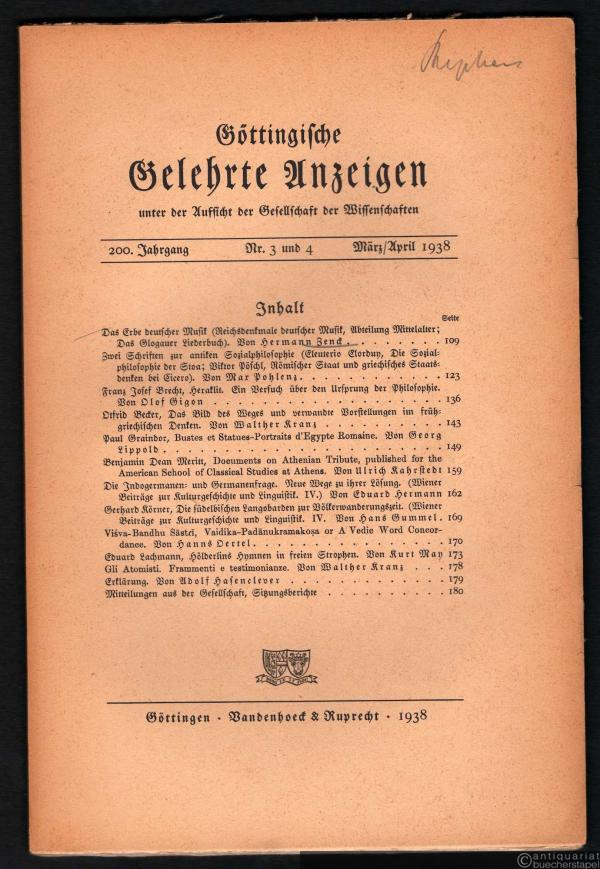 Göttingische
Gelehrte Anzeigen
unter der Aufsicht der Gesellschaft der Wissenschaften
200. Jahrgang Nr. 3 und 4 März/April 1938
Inhalt
Seite
Das Erbe deutscher Musik (Reichsdenkmale deutscher Musik, Abteilung Mittelalter;
Das Glogauer Liederbuch). Von Hermann Zenck. . . . . . . . . 109
Zwei Schriften zur antiken Sozialphilosophie (Eleuterio Elorduy, Die Sozial-
philosophie der Stoa; Viktor Pöschl, Römischer Staat und griechisches Staats-
denken bei Cicero). Von Max Pohlenz. . . . . . . . . . . . . 123
Franz Josef Brecht, Heraklit. Ein Versuch über den Ursprung der Philosophie.
Von Olof Gigon . . . . . . . . . . . . . . . . . . . . . 136
Otfrid Becker, Das Bild des Weges und verwandte Vorstellungen im früh-
griechischen Denken. Von Walther Kranz . . . . . . . . . . . 143
Paul Graindor, Bustes et Statues-Portraits d'Egypte Romaine. Von Georg
Lippold . . . . . . . . . . . . . . . . . . . . . . . . . 149
Benjamin Dean Meritt, Documents on Athenian Tribute, published for the
American School of Classical Studies at Athens. Von Ulrich Kahrstedt 159
Die Indogermanen- und Germanenfrage. Neue Wege zu ihrer Lösung. (Wiener
Beiträge zur Kulturgeschichte und Linguistik. IV.) Von Eduard Hermann 162
Gerhard Körner, Die südelbischen Langobarden zur Völkerwanderungszeit. (Wiener
Beiträge zur Kulturgeschichte und Linguistik. IV. Von Hans Gummel. 169
Viśva-Bandhu Śāstrī, Vaidika-Padānukramakoṣa or A Vedic Word Concor-
dance. Von Hanns Oertel. . . . . . . . . . . . . . . . . . 170
Eduard Lachmann, Hölderlins Hymnen in freien Strophen. Von Kurt May 173
Gli Atomisti. Frammenti e testimonianze. Von Walther Kranz . . . 178
Erklärung. Von Adolf Hasenclever . . . . . . . . . . . . . . . 179
Mitteilungen aus der Gesellschaft, Sitzungsberichte . . . . . . . . . 180
Göttingen · Vandenhoeck & Ruprecht · 1938
antiquariat
buecherstapel